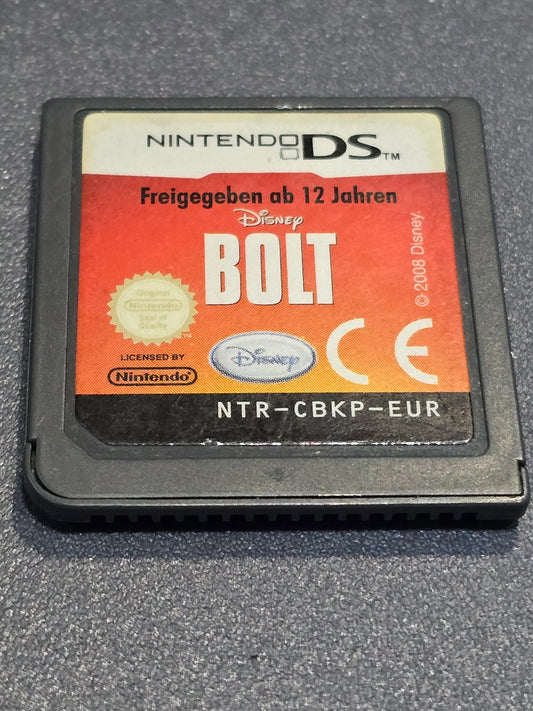 NINTENDO DS™
Freigegeben ab 12 Jahren
Disney
BOLT
© 2008 Disney.
Original
Nintendo
Seal of
Quality
LICENSED BY
Nintendo
Disney
CE
NTR-CBKP-EUR